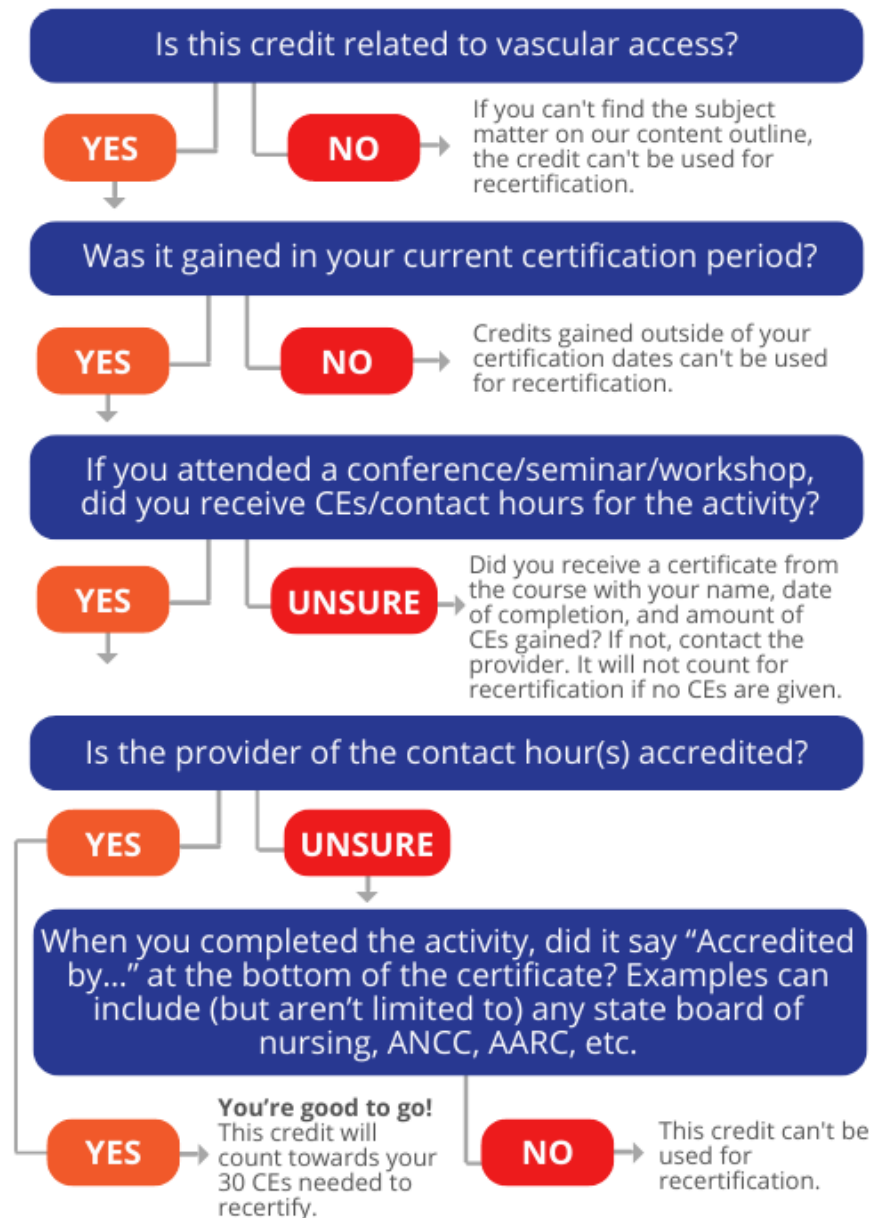 Is this credit related to vascular access?
YES
NO
If you can't find the subject
matter on our content outline,
the credit can't be used for
recertification.
Was it gained in your current certification period?
YES
NO
Credits gained outside of your
certification dates can't be used
for recertification.
If you attended a conference/seminar/workshop,
did you receive CEs/contact hours for the activity?
YES
UNSURE
Did you receive a certificate from
the course with your name, date
of completion, and amount of
CEs gained? If not, contact the
provider. It will not count for
recertification if no CEs are given.
Is the provider of the contact hour(s) accredited?
YES
UNSURE
When you completed the activity, did it say “Accredited
by...” at the bottom of the certificate? Examples can
include (but aren’t limited to) any state board of
nursing, ANCC, AARC, etc.
YES
You’re good to go!
This credit will
count towards your
30 CEs needed to
recertify.
NO
This credit can't be
used for
recertification.